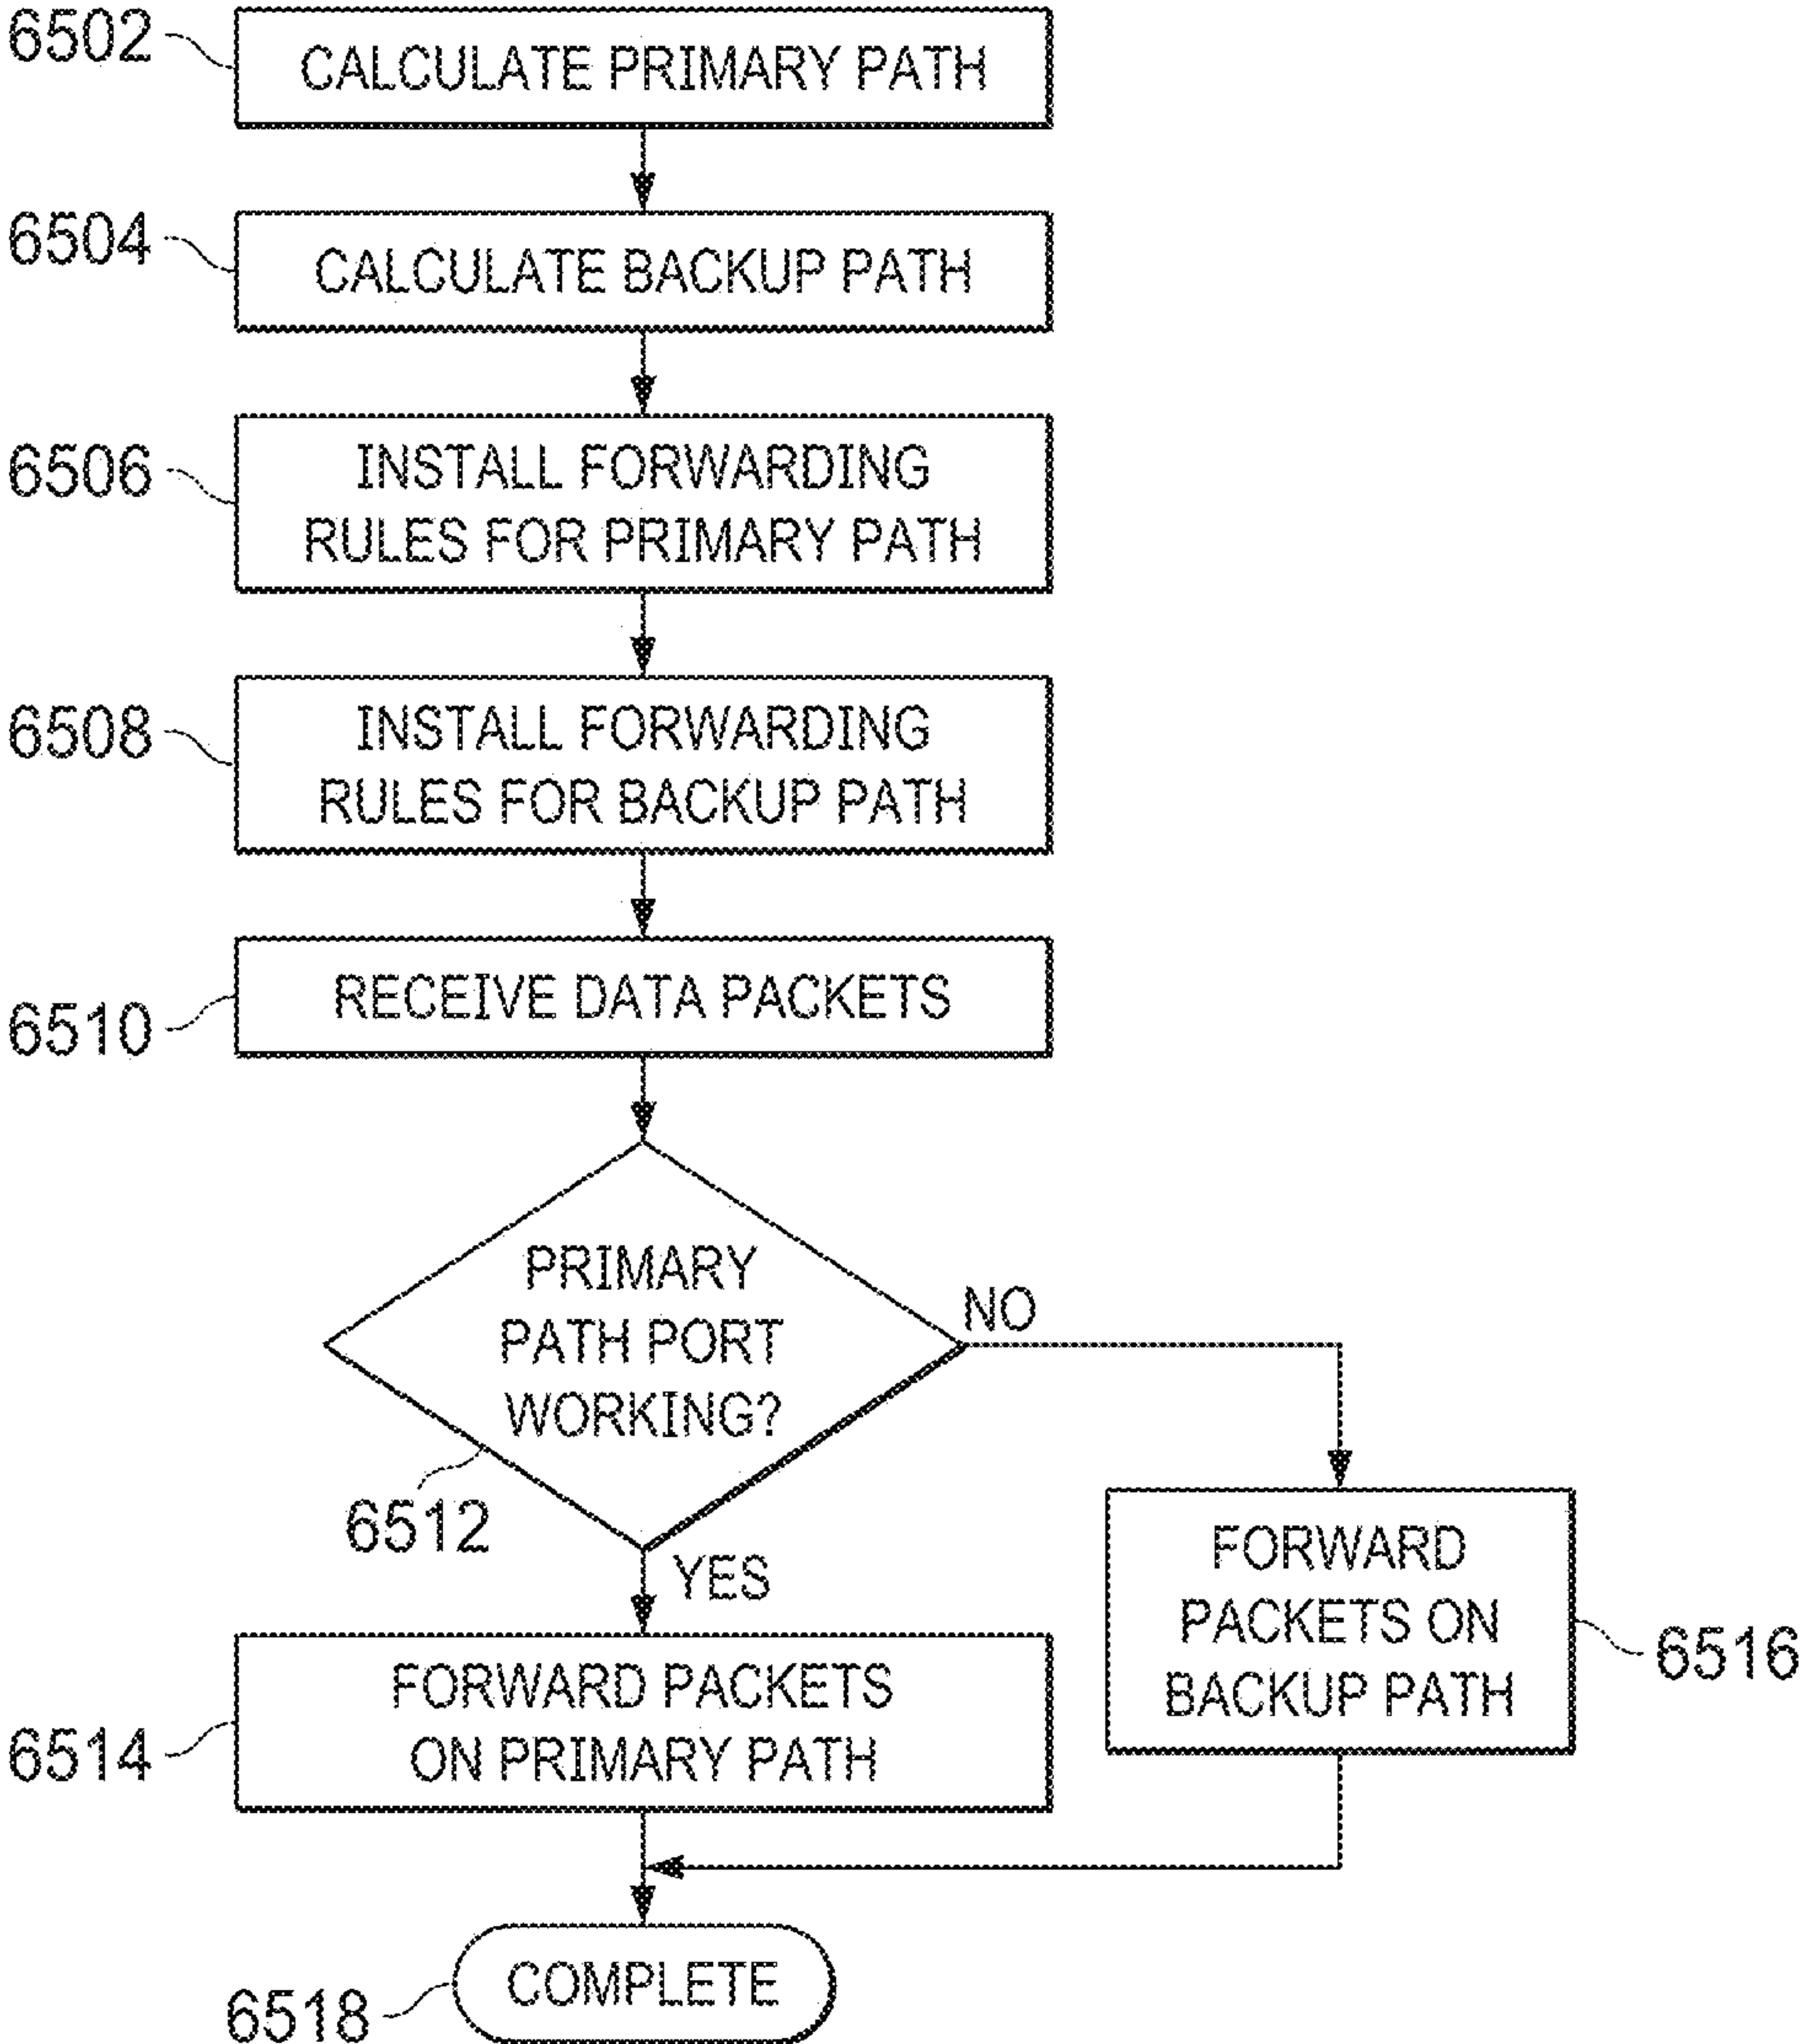 6502
CALCULATE PRIMARY PATH
6504
CALCULATE BACKUP PATH
6506
INSTALL FORWARDING
RULES FOR PRIMARY PATH
6508
INSTALL FORWARDING
RULES FOR BACKUP PATH
6510
RECEIVE DATA PACKETS
PRIMARY
PATH PORT
WORKING?
NO
6512
YES
FORWARD
PACKETS ON
BACKUP PATH
6516
6514
FORWARD PACKETS
ON PRIMARY PATH
6518
COMPLETE